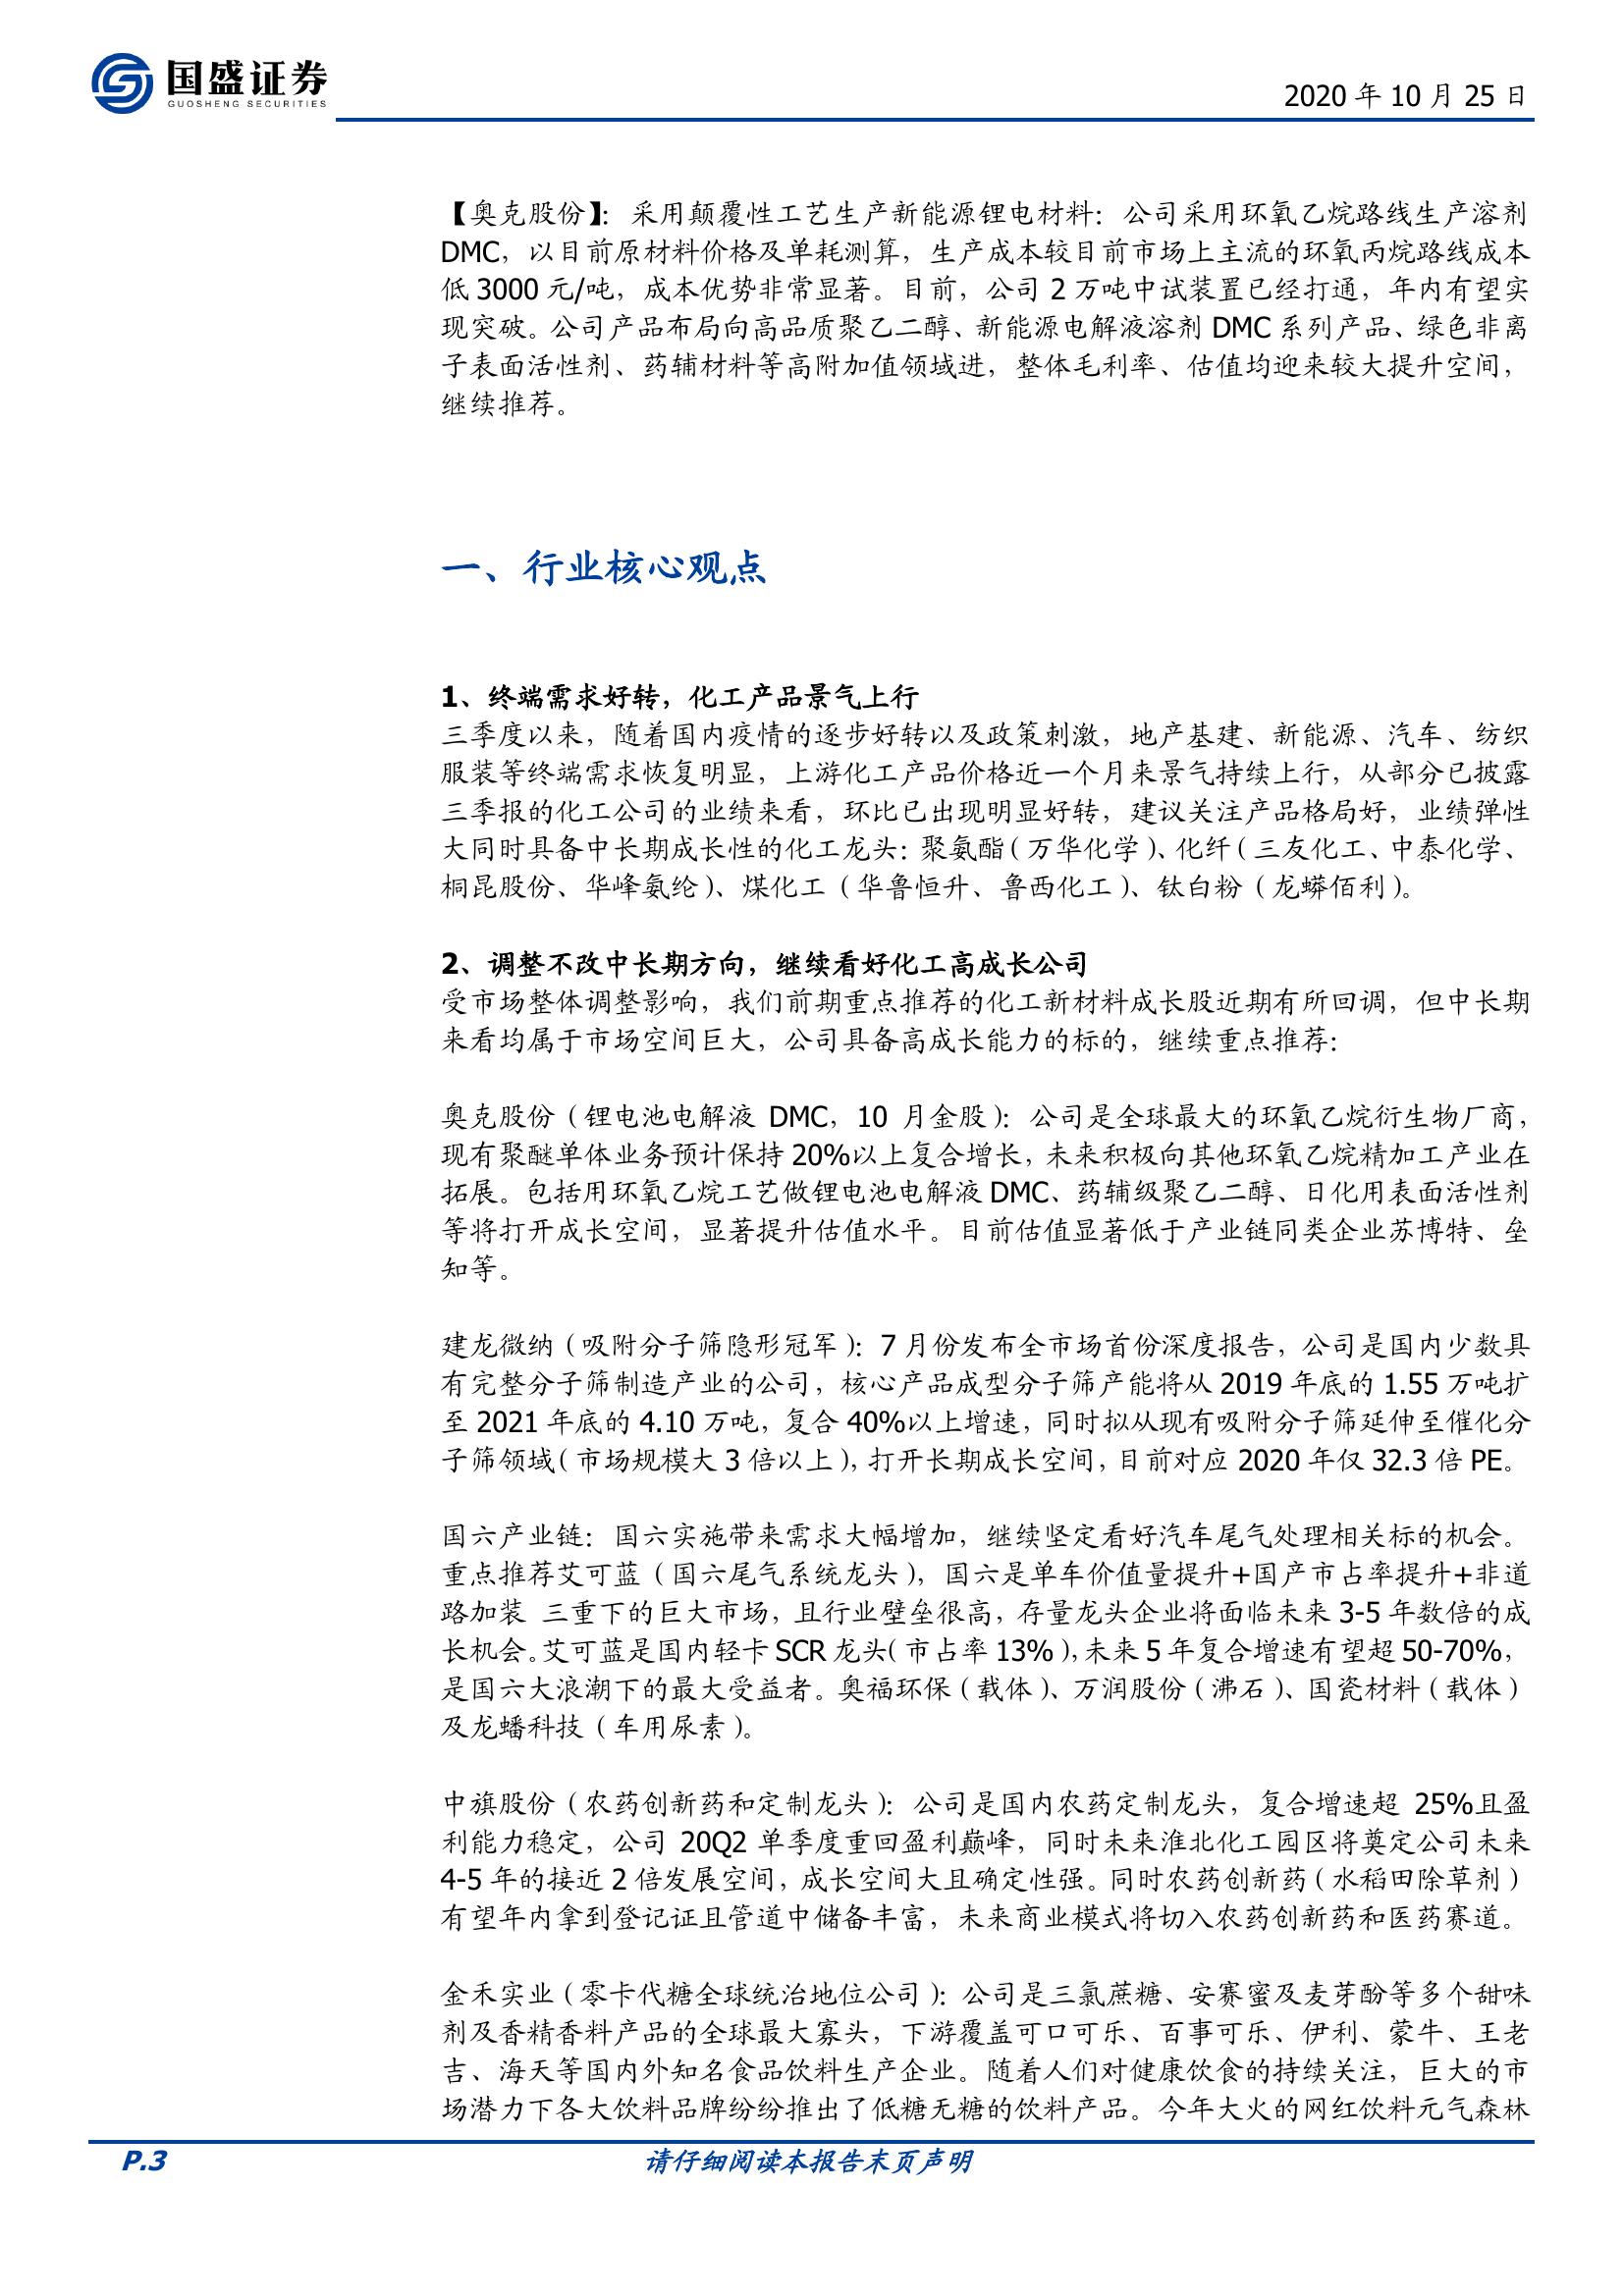 国盛证券
GUOSHENG SECURITIES
2020 年 10 月 25 日
【奥克股份】：采用颠覆性工艺生产新能源锂电材料：公司采用环氧乙烷路线生产溶剂
DMC，以目前原材料价格及单耗测算，生产成本较目前市场上主流的环氧丙烷路线成本
低 3000 元/吨，成本优势非常显著。目前，公司 2 万吨中试装置已经打通，年内有望实
现突破。公司产品布局向高品质聚乙二醇、新能源电解液溶剂 DMC 系列产品、绿色非离
子表面活性剂、药辅材料等高附加值领域进，整体毛利率、估值均迎来较大提升空间，
继续推荐。
一、行业核心观点
1、终端需求好转，化工产品景气上行
三季度以来，随着国内疫情的逐步好转以及政策刺激，地产基建、新能源、汽车、纺织
服装等终端需求恢复明显，上游化工产品价格近一个月来景气持续上行，从部分已披露
三季报的化工公司的业绩来看，环比已出现明显好转，建议关注产品格局好，业绩弹性
大同时具备中长期成长性的化工龙头：聚氨酯（万华化学）、化纤（三友化工、中泰化学、
桐昆股份、华峰氨纶）、煤化工（华鲁恒升、鲁西化工）、钛白粉（龙蟒佰利）。
2、调整不改中长期方向，继续看好化工高成长公司
受市场整体调整影响，我们前期重点推荐的化工新材料成长股近期有所回调，但中长期
来看均属于市场空间巨大，公司具备高成长能力的标的，继续重点推荐：
奥克股份（锂电池电解液 DMC，10 月金股）：公司是全球最大的环氧乙烷衍生物厂商，
现有聚醚单体业务预计保持 20%以上复合增长，未来积极向其他环氧乙烷精加工产业在
拓展。包括用环氧乙烷工艺做锂电池电解液 DMC、药辅级聚乙二醇、日化用表面活性剂
等将打开成长空间，显著提升估值水平。目前估值显著低于产业链同类企业苏博特、垒
知等。
建龙微纳（吸附分子筛隐形冠军）：7 月份发布全市场首份深度报告，公司是国内少数具
有完整分子筛制造产业的公司，核心产品成型分子筛产能将从 2019 年底的 1.55 万吨扩
至 2021 年底的 4.10 万吨，复合 40%以上增速，同时拟从现有吸附分子筛延伸至催化分
子筛领域（市场规模大 3 倍以上），打开长期成长空间，目前对应 2020 年仅 32.3 倍 PE。
国六产业链：国六实施带来需求大幅增加，继续坚定看好汽车尾气处理相关标的机会。
重点推荐艾可蓝（国六尾气系统龙头），国六是单车价值量提升+国产市占率提升+非道
路加装 三重下的巨大市场，且行业壁垒很高，存量龙头企业将面临未来 3-5 年数倍的成
长机会。艾可蓝是国内轻卡 SCR 龙头（市占率 13%），未来 5 年复合增速有望超 50-70%，
是国六大浪潮下的最大受益者。奥福环保（载体）、万润股份（沸石）、国瓷材料（载体）
及龙蟠科技（车用尿素）。
中旗股份（农药创新药和定制龙头）：公司是国内农药定制龙头，复合增速超 25%且盈
利能力稳定，公司 20Q2 单季度重回盈利巅峰，同时未来淮北化工园区将奠定公司未来
4-5 年的接近 2 倍发展空间，成长空间大且确定性强。同时农药创新药（水稻田除草剂）
有望年内拿到登记证且管道中储备丰富，未来商业模式将切入农药创新药和医药赛道。
金禾实业（零卡代糖全球统治地位公司）：公司是三氯蔗糖、安赛蜜及麦芽酚等多个甜味
剂及香精香料产品的全球最大寡头，下游覆盖可口可乐、百事可乐、伊利、蒙牛、王老
吉、海天等国内外知名食品饮料生产企业。随着人们对健康饮食的持续关注，巨大的市
场潜力下各大饮料品牌纷纷推出了低糖无糖的饮料产品。今年大火的网红饮料元气森林
P.3
请仔细阅读本报告末页声明